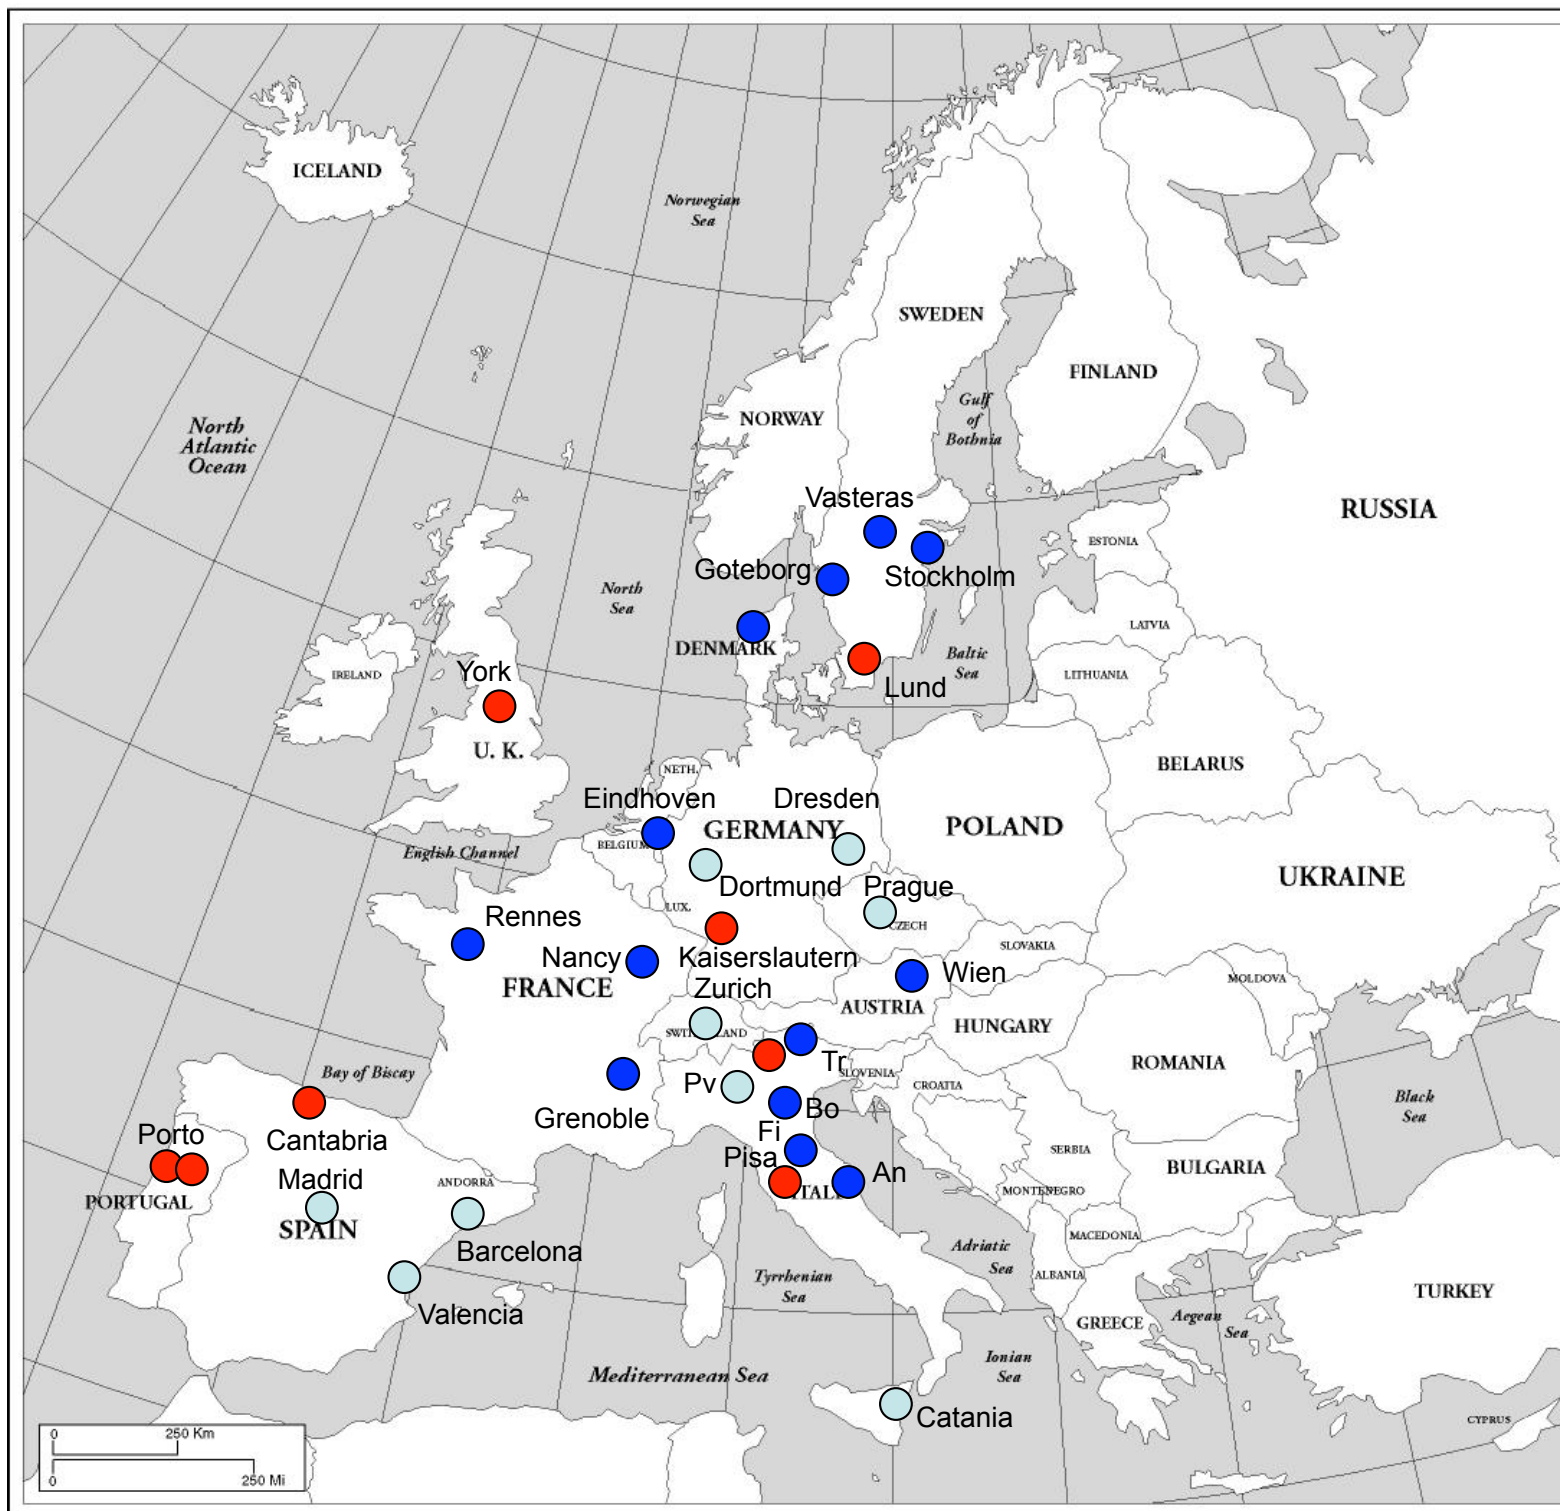 ICELAND
Norwegian
Sea
SWEDEN
FINLAND
NORWAY
Gulf
of
Bothnia
North
Atlantic
Ocean
Vasteras
RUSSIA
ESTONIA
Goteborg
Stockholm
North
Sea
LATVIA
DENMARK
Baltic
Sea
LITHUANIA
IRELAND
York
Lund
U. K.
BELARUS
NETH.
Eindhoven
Dresden
GERMANY
POLAND
BELGIUM
English Channel
UKRAINE
Dortmund
Prague
LUX.
CZECH
Rennes
SLOVAKIA
Nancy
Kaiserslautern
Wien
MOLDOVA
FRANCE
Zurich
AUSTRIA
HUNGARY
SWITZERLAND
Tr
ROMANIA
Bay of Biscay
SLOVENIA
Pv
CROATIA
Black
Sea
Grenoble
Bo
Porto
Cantabria
Fi
SERBIA
Pisa
BULGARIA
Madrid
ANDORRA
An
PORTUGAL
ITALY
MONTENEGRO
SPAIN
MACEDONIA
Barcelona
Adriatic
Sea
Tyrrhenian
Sea
ALBANIA
TURKEY
Valencia
GREECE
Aegean
Sea
Ionian
Sea
Mediterranean Sea
Catania
CYPRUS
0 250 Km
0 250 Mi